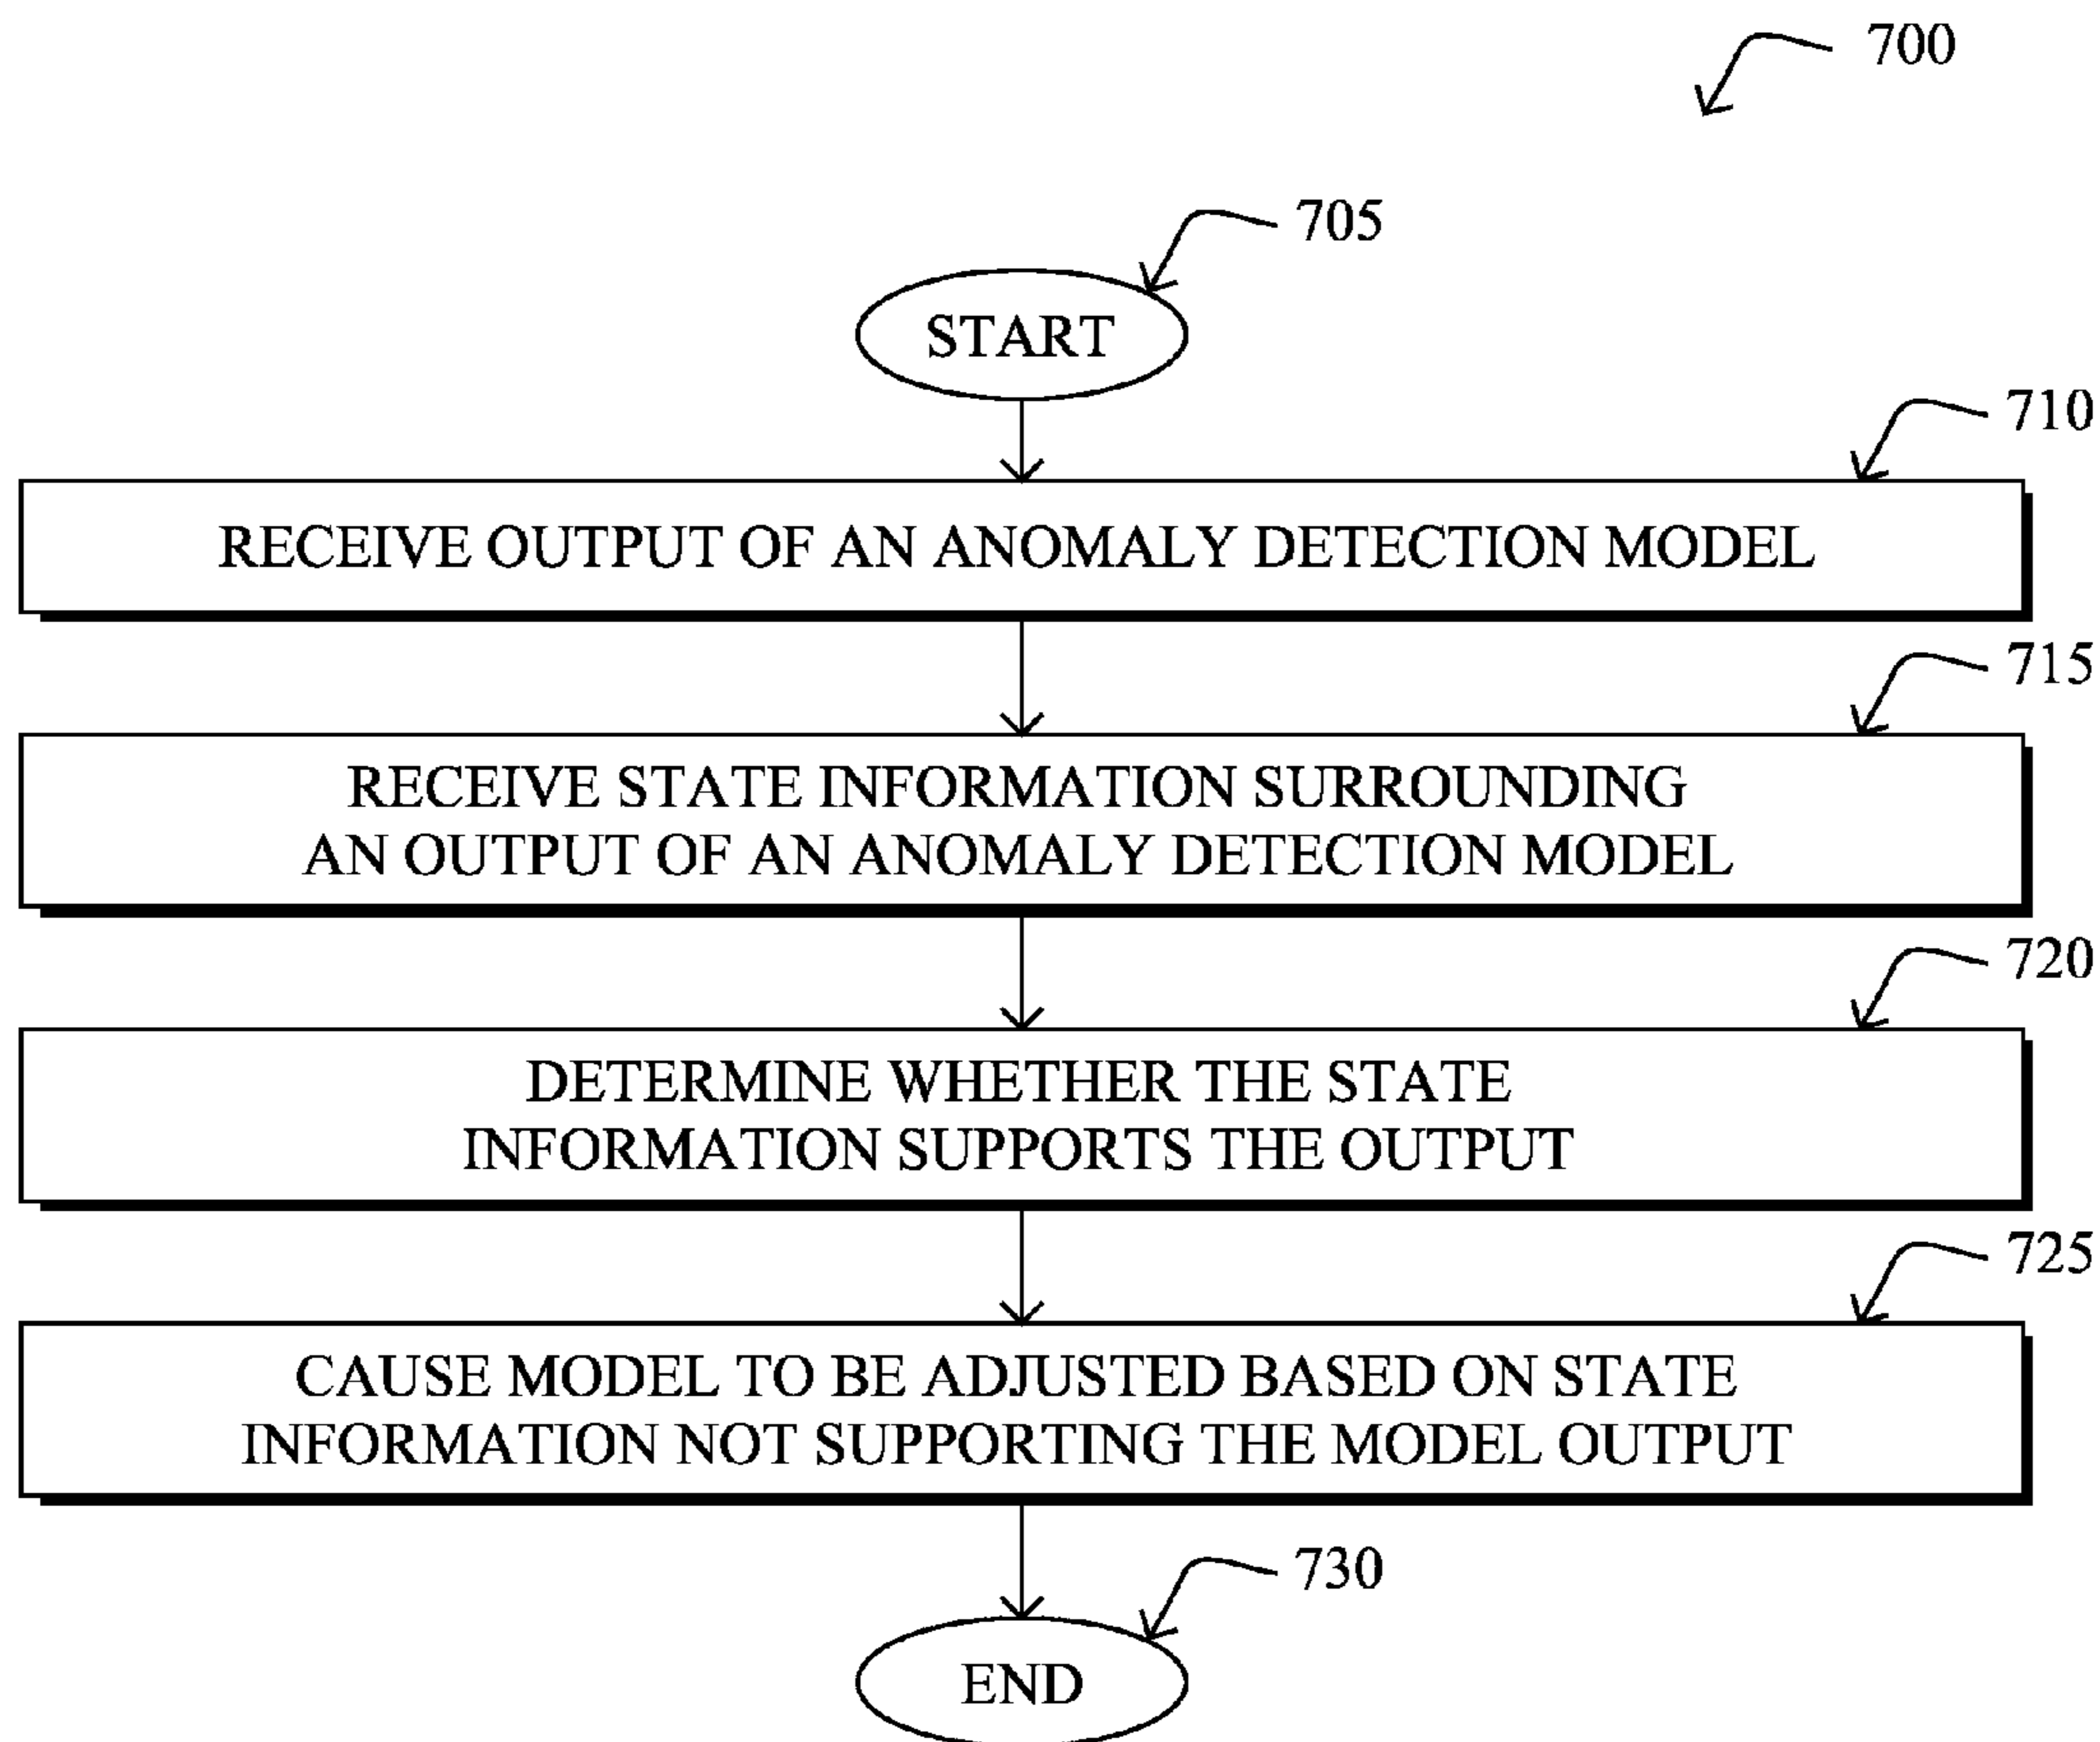 700
705
START
710
RECEIVE OUTPUT OF AN ANOMALY DETECTION MODEL
715
RECEIVE STATE INFORMATION SURROUNDING
AN OUTPUT OF AN ANOMALY DETECTION MODEL
720
DETERMINE WHETHER THE STATE
INFORMATION SUPPORTS THE OUTPUT
725
CAUSE MODEL TO BE ADJUSTED BASED ON STATE
INFORMATION NOT SUPPORTING THE MODEL OUTPUT
730
END